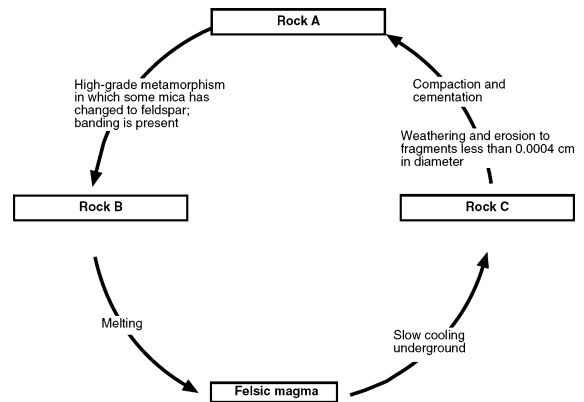 Rock A
High-grade metamorphism
in which some mica has
changed to feldspar;
banding is present
Compaction and
cementation
Weathering and erosion to
fragments less than 0.0004 cm
in diameter
Rock B
Rock C
Melting
Slow cooling
underground
Felsic magma